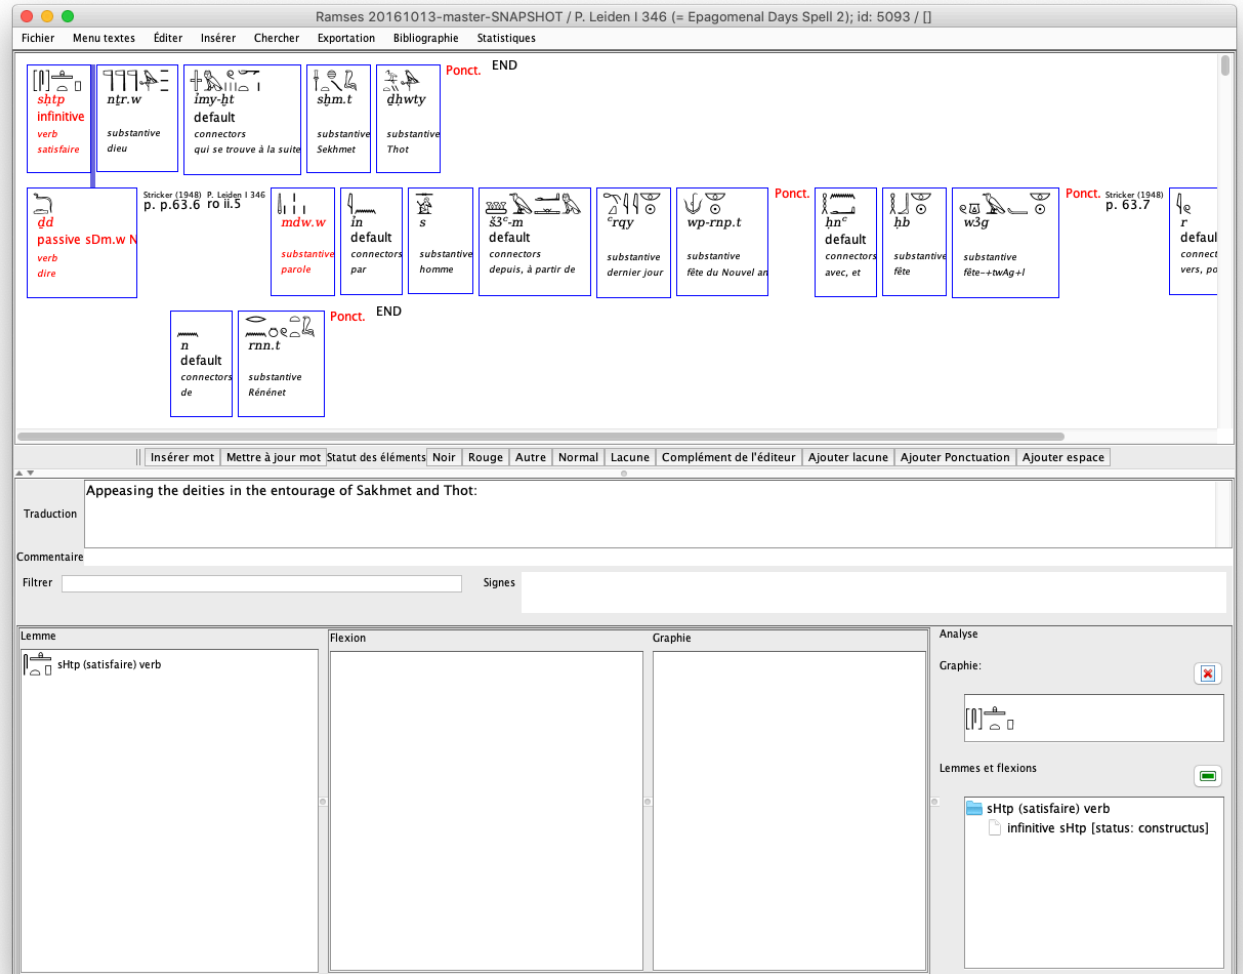 Ramses 20161013-master-SNAPSHOT / P. Leiden I 346 (= Epagomenal Days Spell 2); id: 5093 / []
Fichier Menu textes Éditer Insérer Chercher Exportation Bibliographie Statistiques
Ponct. END
sḥtp nṯr.w imy-ḫt sḫm.t ḏḥwty
infinitive default
verb substantive connectors substantive substantive
satisfaire dieu qui se trouve à la suite Sekhmet Thot
Stricker (1948) P. Leiden I 346 Ponct. Ponct. Stricker (1948)
p. p.63.6 ro ii.5 p. 63.7
ḏd mdw.w in s š3ꜥ-m ꜥrqy wp-rnp.t ḥnꜥ ḥb w3g r
passive sDm.w N default default default defaul
verb substantive connectors substantive connectors substantive substantive connectors substantive substantive connect
dire parole par homme depuis, à partir de dernier jour fête du Nouvel an avec, et fête fête-+twAg+l vers, po
Ponct. END
n rnn.t
default
connectors substantive
de Rénénet
Insérer mot Mettre à jour mot Statut des éléments Noir Rouge Autre Normal Lacune Complément de l'éditeur Ajouter lacune Ajouter Ponctuation Ajouter espace
Traduction Appeasing the deities in the entourage of Sakhmet and Thot:
Commentaire
Filtrer Signes
Lemme Flexion Graphie Analyse
sHtp (satisfaire) verb
Graphie:
Lemmes et flexions
sHtp (satisfaire) verb
infinitive sHtp [status: constructus]